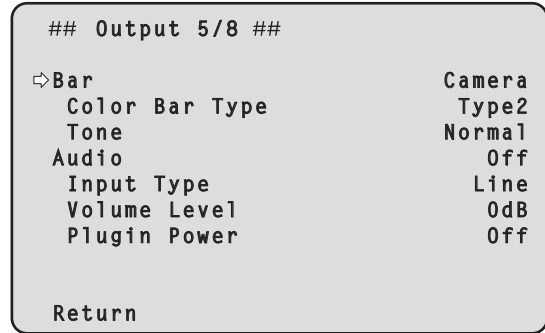 ## Output 5/8 ##
⇨Bar Camera
Color Bar Type Type2
Tone Normal
Audio Off
Input Type Line
Volume Level 0dB
Plugin Power Off
Return